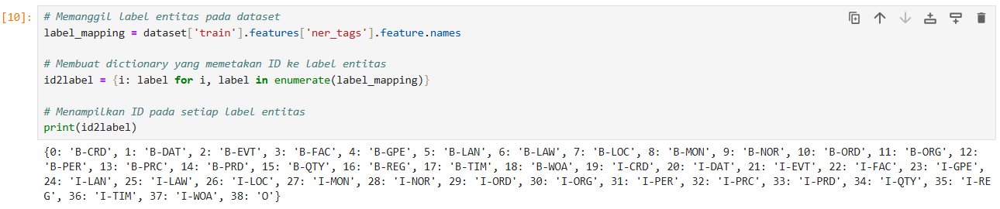 [10]: # Memanggil label entitas pada dataset
label_mapping = dataset['train'].features['ner_tags'].feature.names
# Membuat dictionary yang memetakan ID ke label entitas
id2label = {i: label for i, label in enumerate(label_mapping)}
# Menampilkan ID pada setiap label entitas
print(id2label)
{0: 'B-CRD', 1: 'B-DAT', 2: 'B-EVT', 3: 'B-FAC', 4: 'B-GPE', 5: 'B-LAN', 6: 'B-LAW', 7: 'B-LOC', 8: 'B-MON', 9: 'B-NOR', 10: 'B-ORD', 11: 'B-ORG', 12:
'B-PER', 13: 'B-PRC', 14: 'B-PRD', 15: 'B-QTY', 16: 'B-REG', 17: 'B-TIM', 18: 'B-WOA', 19: 'I-CRD', 20: 'I-DAT', 21: 'I-EVT', 22: 'I-FAC', 23: 'I-GPE',
24: 'I-LAN', 25: 'I-LAW', 26: 'I-LOC', 27: 'I-MON', 28: 'I-NOR', 29: 'I-ORD', 30: 'I-ORG', 31: 'I-PER', 32: 'I-PRC', 33: 'I-PRD', 34: 'I-QTY', 35: 'I-RE
G', 36: 'I-TIM', 37: 'I-WOA', 38: 'O'}